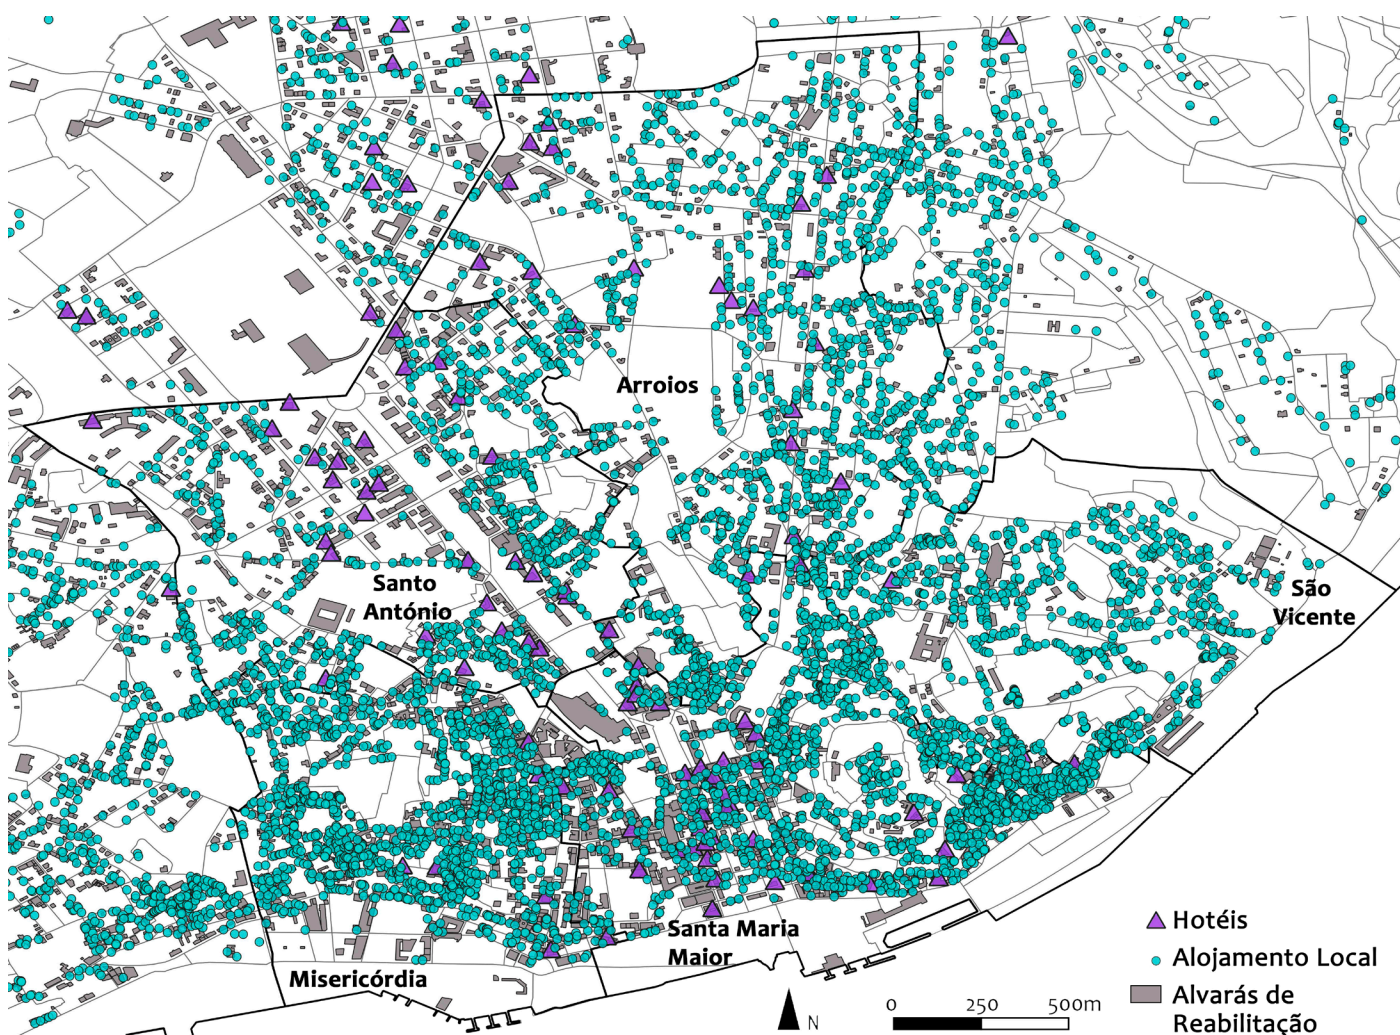 Arroios
Santo
António
São
Vicente
Santa Maria
Maior
Misericórdia
Hotéis
Alojamento Local
Alvarás de
Reabilitação
N
0 250 500m